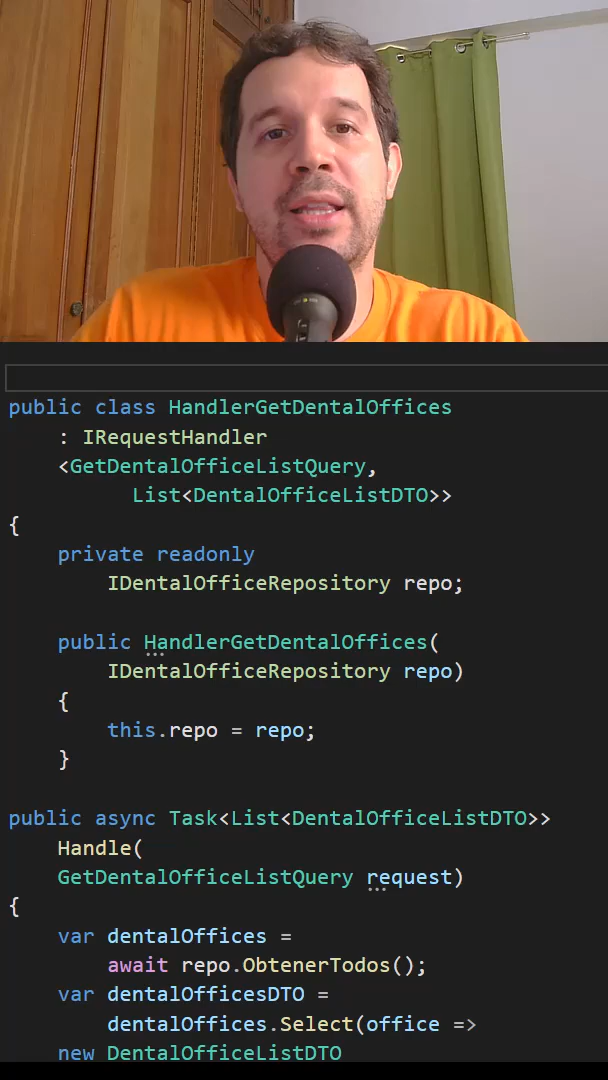 public class HandlerGetDentalOffices
: IRequestHandler
<GetDentalOfficeListQuery,
List<DentalOfficeListDTO>>
{
private readonly
IDentalOfficeRepository repo;
public HandlerGetDentalOffices(
IDentalOfficeRepository repo)
{
this.repo = repo;
}
public async Task<List<DentalOfficeListDTO>>
Handle(
GetDentalOfficeListQuery request)
{
var dentalOffices =
await repo.ObtenerTodos();
var dentalOfficesDTO =
dentalOffices.Select(office =>
new DentalOfficeListDTO